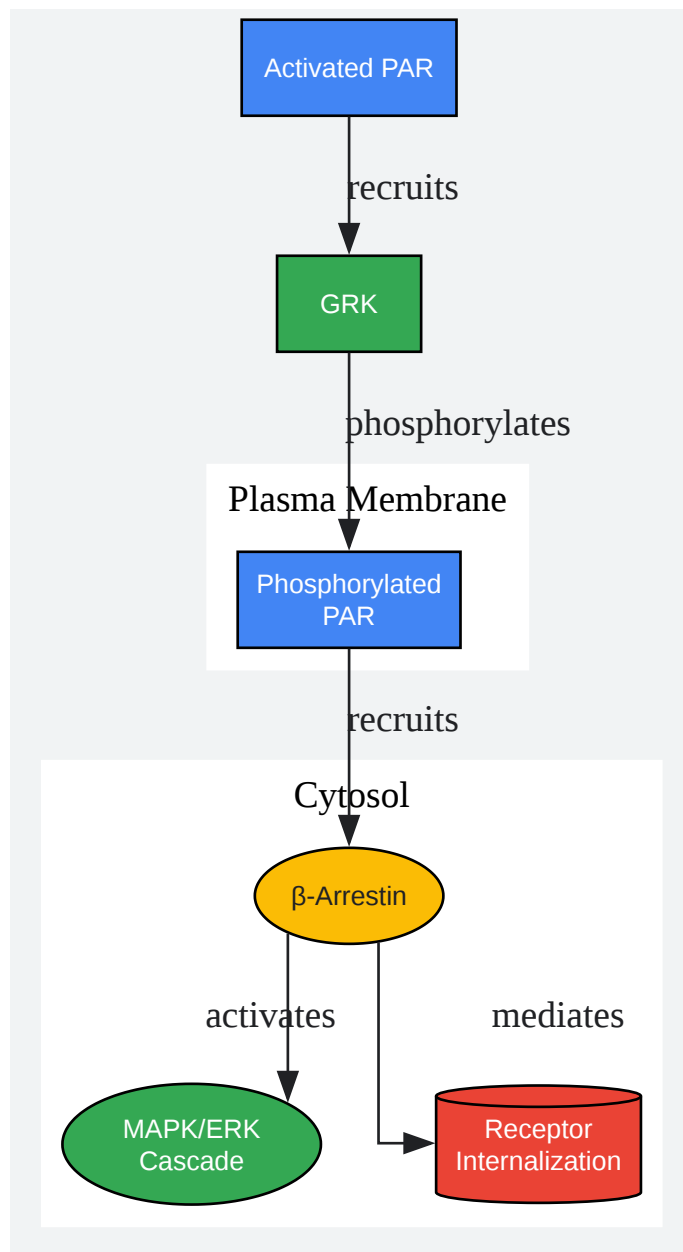 Activated PAR
recruits
GRK
phosphorylates
Plasma Membrane
Phosphorylated
PAR
recruits
Cytosol
β-Arrestin
activates
mediates
MAPK/ERK
Cascade
Receptor
Internalization